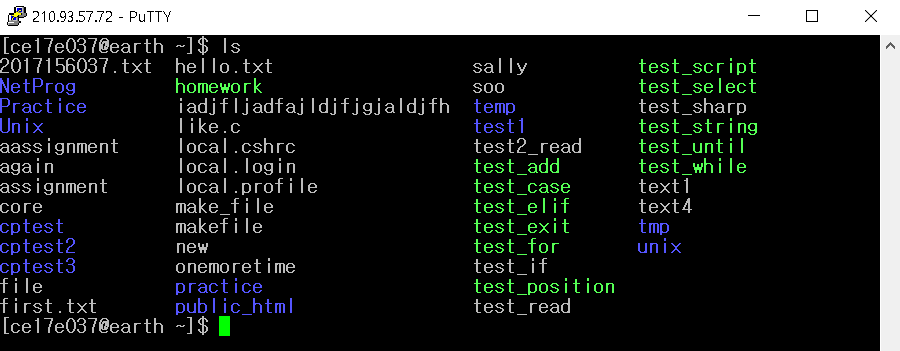 210.93.57.72 - PuTTY
[ce17e037@earth ~]$ ls
2017156037.txt hello.txt sally test_script
NetProg homework soo test_select
Practice iadjfljadfajldjfjgjaldjfh temp test_sharp
Unix like.c test1 test_string
aassignment local.cshrc test2_read test_until
again local.login test_add test_while
assignment local.profile test_case text1
core make_file test_elif text4
cptest makefile test_exit tmp
cptest2 new test_for unix
cptest3 onemoretime test_if
file practice test_position
first.txt public_html test_read
[ce17e037@earth ~]$